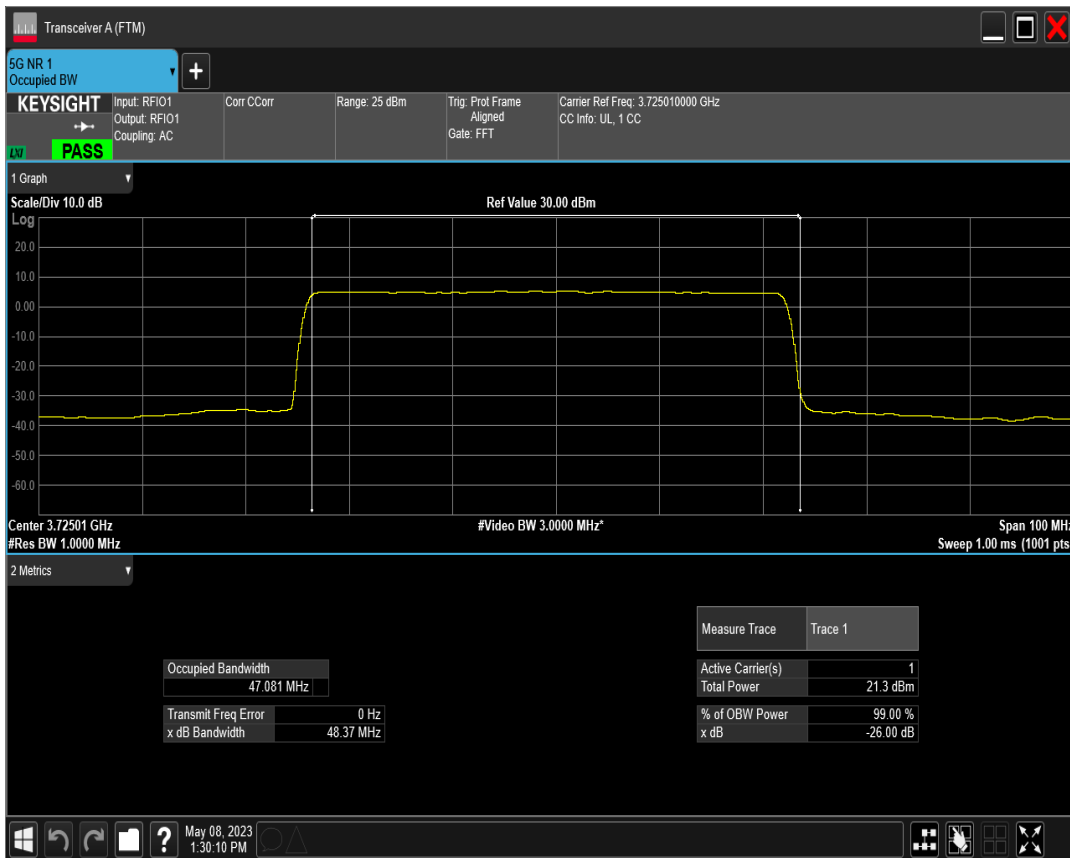 Transceiver A (FTM)
5G NR 1
Occupied BW
+
KEYSIGHT
LXI
PASS
Input: RFIO1
Output: RFIO1
Coupling: AC
Corr CCorr
Range: 25 dBm
Trig: Prot Frame
Aligned
Gate: FFT
Carrier Ref Freq: 3.725010000 GHz
CC Info: UL, 1 CC
1 Graph
Scale/Div 10.0 dB
Ref Value 30.00 dBm
Log
20.0
10.0
0.00
-10.0
-20.0
-30.0
-40.0
-50.0
-60.0
Center 3.72501 GHz
#Video BW 3.0000 MHz*
Span 100 MHz
#Res BW 1.0000 MHz
Sweep 1.00 ms (1001 pts
2 Metrics
Measure Trace Trace 1
Occupied Bandwidth
47.081 MHz
Active Carrier(s) 1
Total Power 21.3 dBm
Transmit Freq Error 0 Hz
x dB Bandwidth 48.37 MHz
% of OBW Power 99.00 %
x dB -26.00 dB
?
May 08, 2023
1:30:10 PM